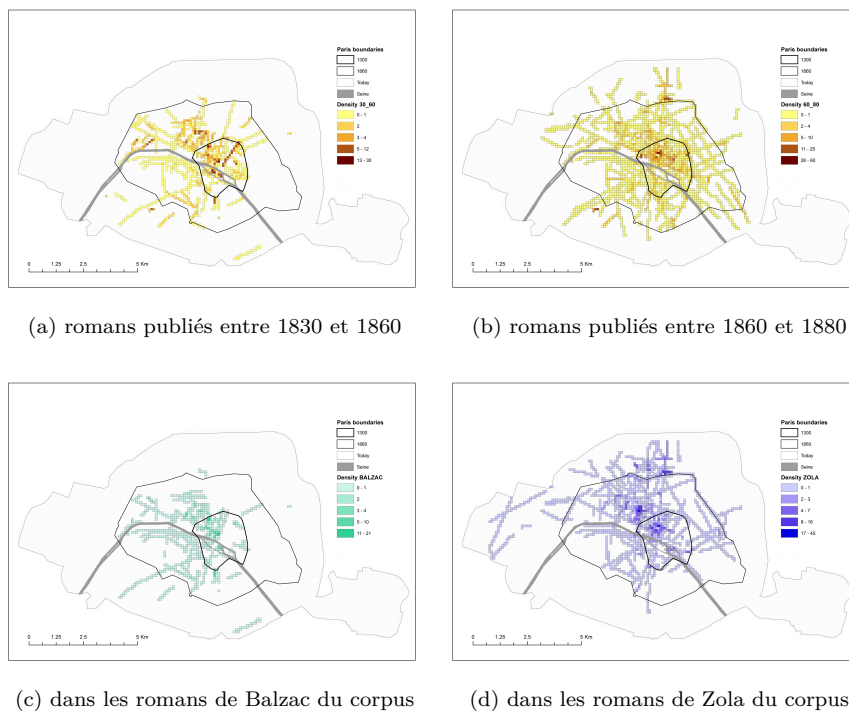 Paris boundaries
1300
1860
Today
Seine
Density 30_60
0 - 1
2
3 - 4
5 - 12
13 - 30
0 1.25 2.5 5 Km
(a) romans publiés entre 1830 et 1860
Paris boundaries
1300
1860
Today
Seine
Density 60_80
0 - 1
2 - 4
5 - 10
11 - 25
26 - 60
0 1.25 2.5 5 Km
(b) romans publiés entre 1860 et 1880
Paris boundaries
1300
1860
Today
Seine
Density BALZAC
0 - 1
2
3 - 4
5 - 10
11 - 21
0 1.25 2.5 5 Km
(c) dans les romans de Balzac du corpus
Paris boundaries
1300
1860
Today
Seine
Density ZOLA
0 - 1
2 - 3
4 - 7
8 - 16
17 - 45
0 1.25 2.5 5 Km
(d) dans les romans de Zola du corpus